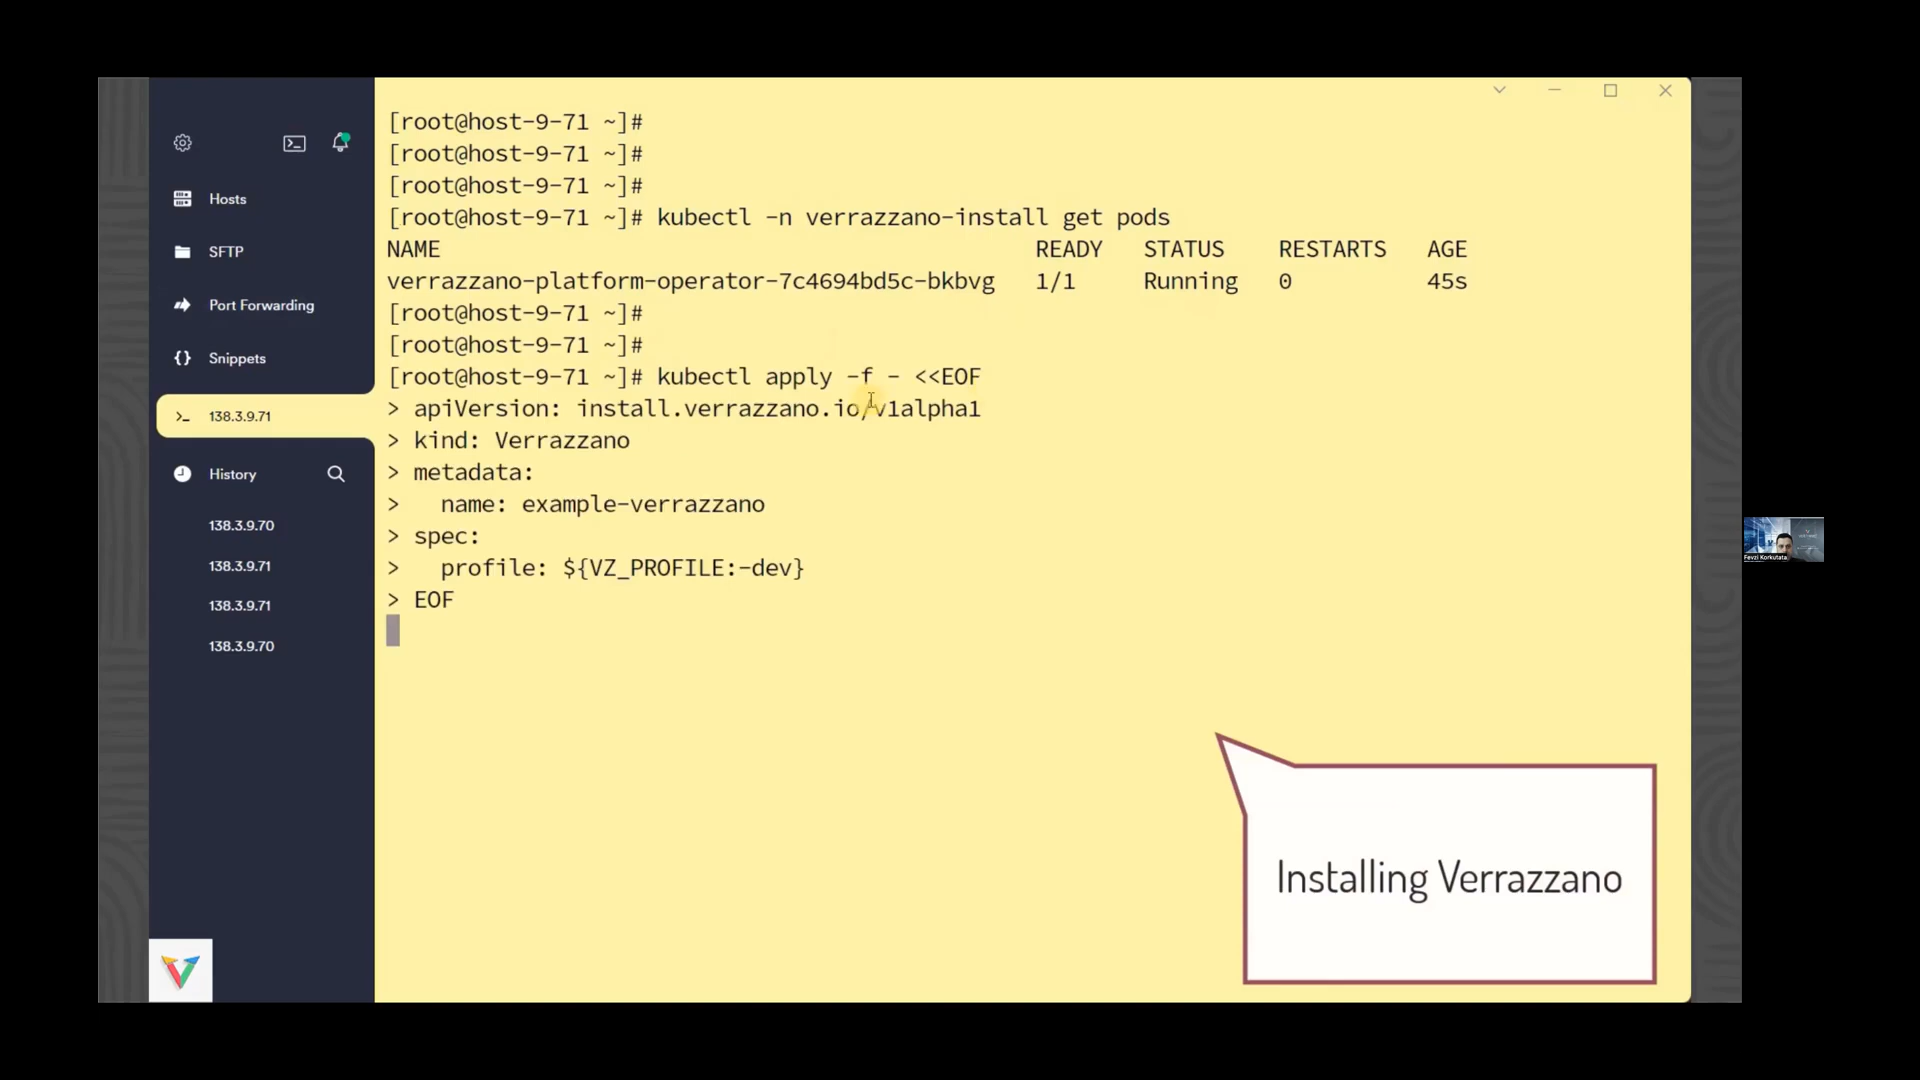 Hosts
SFTP
Port Forwarding
Snippets
138.3.9.71
History
138.3.9.70
138.3.9.71
138.3.9.71
138.3.9.70
[root@host-9-71 ~]#
[root@host-9-71 ~]#
[root@host-9-71 ~]#
[root@host-9-71 ~]# kubectl -n verrazzano-install get pods
NAME READY STATUS RESTARTS AGE
verrazzano-platform-operator-7c4694bd5c-bkbvg 1/1 Running 0 45s
[root@host-9-71 ~]#
[root@host-9-71 ~]#
[root@host-9-71 ~]# kubectl apply -f - <<EOF
> apiVersion: install.verrazzano.io/v1alpha1
> kind: Verrazzano
> metadata:
>   name: example-verrazzano
> spec:
>   profile: ${VZ_PROFILE:-dev}
> EOF
Installing Verrazzano
Fevzi Korkutata